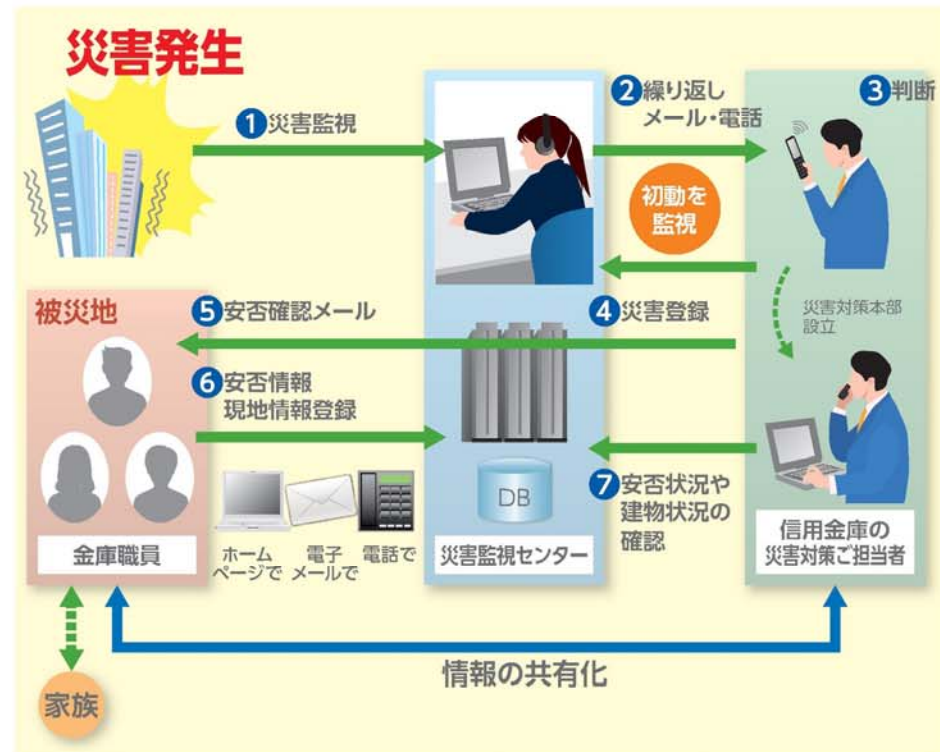 災害発生
❶災害監視
❷繰り返し
メール・電話
❸判断
初動を
監視
❹災害登録
災害対策本部
設立
被災地
❺安否確認メール
❻安否情報
現地情報登録
❼安否状況や
建物状況の
確認
DB
金庫職員
ホーム
ページで
電子
メールで
電話で
災害監視センター
信用金庫の
災害対策ご担当者
情報の共有化
家族